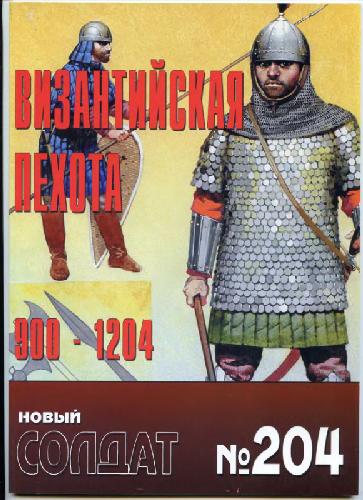 ВИЗАНТИЙСКАЯ
ПЕХОТА
900 - 1204
НОВЫЙ
СОЛДАТ
№204